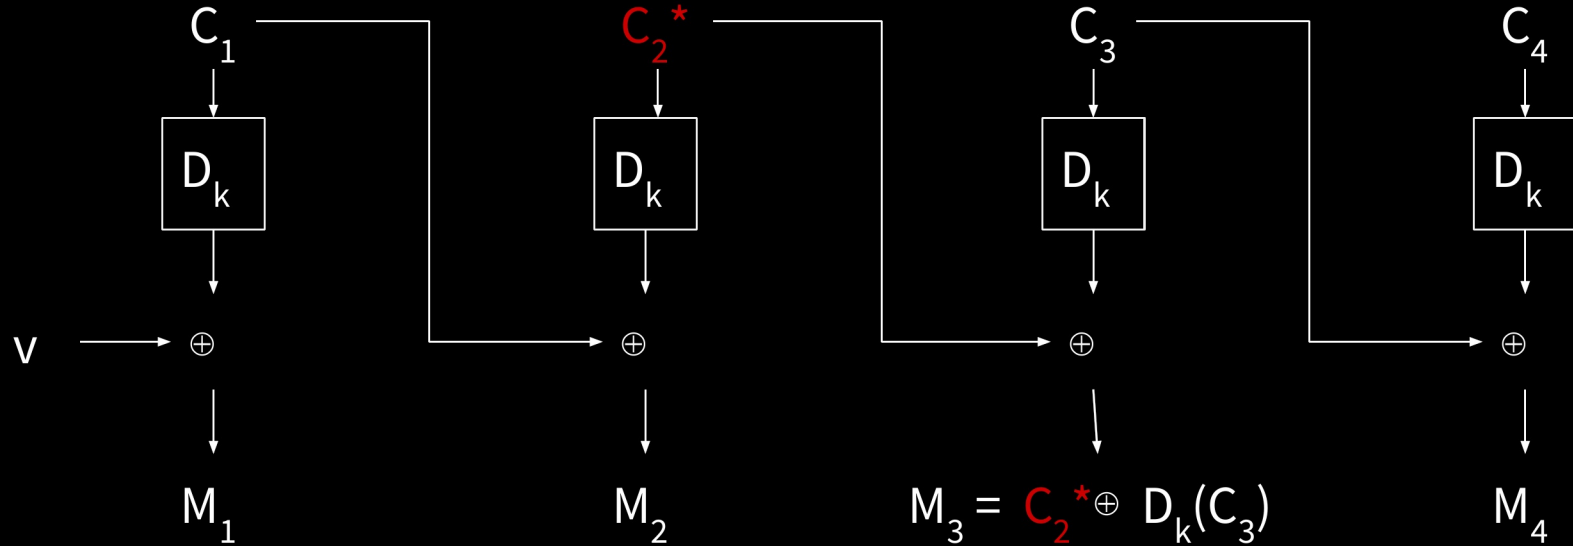 C₁ C₂* C₃ C₄
Dₖ Dₖ Dₖ Dₖ
v ⊕ ⊕ ⊕ ⊕
M₁ M₂ M₃ = C₂* ⊕ Dₖ(C₃) M₄